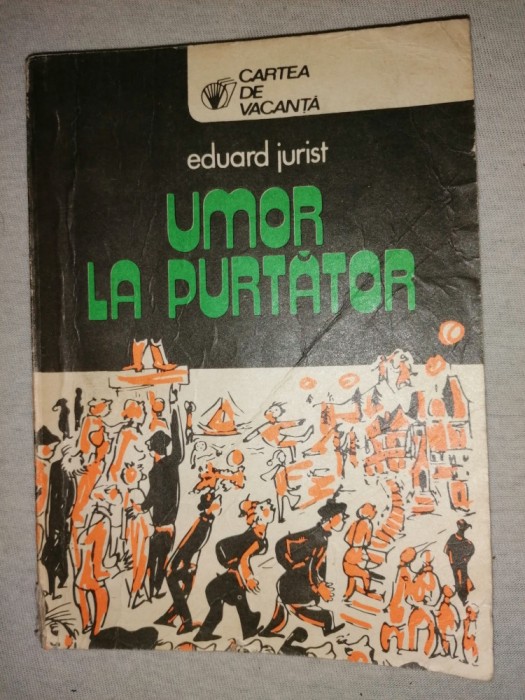 CARTEA
DE
VACANȚĂ
eduard jurist
UMOR
LA PURTĂTOR